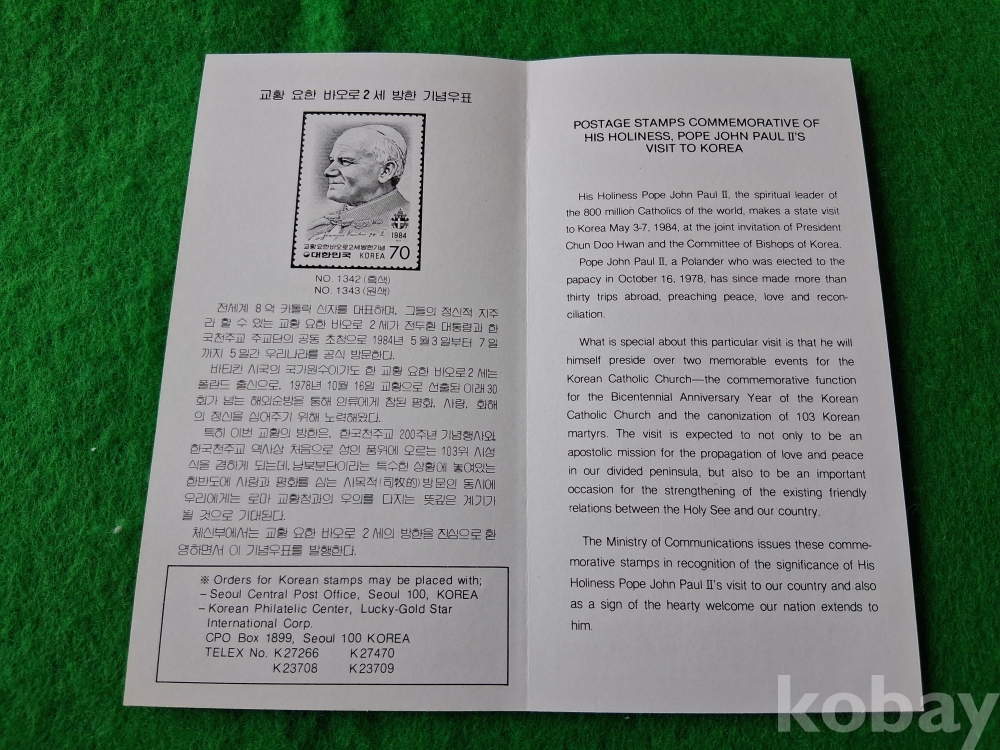 교황 요한 바오로 2세 방한 기념우표
1984
교황요한바오로2세방한기념
대한민국 KOREA 70
NO. 1342 (흑색)
NO. 1343 (원색)
전세계 8억 카톨릭 신자를 대표하며, 그들의 정신적 지주
라 할 수 있는 교황 요한 바오로 2세가 전두환 대통령과 한
국천주교 주교단의 공동 초청으로 1984년 5월3일부터 7일
까지 5일간 우리나라를 공식 방문한다.
바티칸 시국의 국가원수이기도 한 교황 요한 바오로 2세는
폴란드 출신으로, 1978년 10월 16일 교황으로 선출된 이래 30
회가 넘는 해외순방을 통해 인류에게 참된 평화, 사랑, 화해
의 정신을 심어주기 위해 노력해왔다.
특히 이번 교황의 방한은, 한국천주교 200주년 기념행사와
한국천주교 역사상 처음으로 성인 품위에 오르는 103위 시성
식을 겸하게 되는데, 남북분단이라는 특수한 상황에 놓여있는
한반도에 사랑과 평화를 심는 사목적(司牧的) 방문인 동시에
우리에게는 로마 교황청과의 우의를 다지는 뜻깊은 계기가
될 것으로 기대된다.
체신부에서는 교황 요한 바오로 2세의 방한을 진심으로 환
영하면서 이 기념우표를 발행한다.
※ Orders for Korean stamps may be placed with;
– Seoul Central Post Office, Seoul 100, KOREA
– Korean Philatelic Center, Lucky-Gold Star
International Corp.
CPO Box 1899, Seoul 100 KOREA
TELEX No. K27266 K27470
K23708 K23709
POSTAGE STAMPS COMMEMORATIVE OF
HIS HOLINESS, POPE JOHN PAUL II'S
VISIT TO KOREA
His Holiness Pope John Paul II, the spiritual leader of
the 800 million Catholics of the world, makes a state visit
to Korea May 3-7, 1984, at the joint invitation of President
Chun Doo Hwan and the Committee of Bishops of Korea.
Pope John Paul II, a Polander who was elected to the
papacy in October 16, 1978, has since made more than
thirty trips abroad, preaching peace, love and recon-
ciliation.
What is special about this particular visit is that he will
himself preside over two memorable events for the
Korean Catholic Church—the commemorative function
for the Bicentennial Anniversary Year of the Korean
Catholic Church and the canonization of 103 Korean
martyrs. The visit is expected to not only to be an
apostolic mission for the propagation of love and peace
in our divided peninsula, but also to be an important
occasion for the strengthening of the existing friendly
relations between the Holy See and our country.
The Ministry of Communications issues these comme-
morative stamps in recognition of the significance of His
Holiness Pope John Paul II's visit to our country and also
as a sign of the hearty welcome our nation extends to
him.
kobay